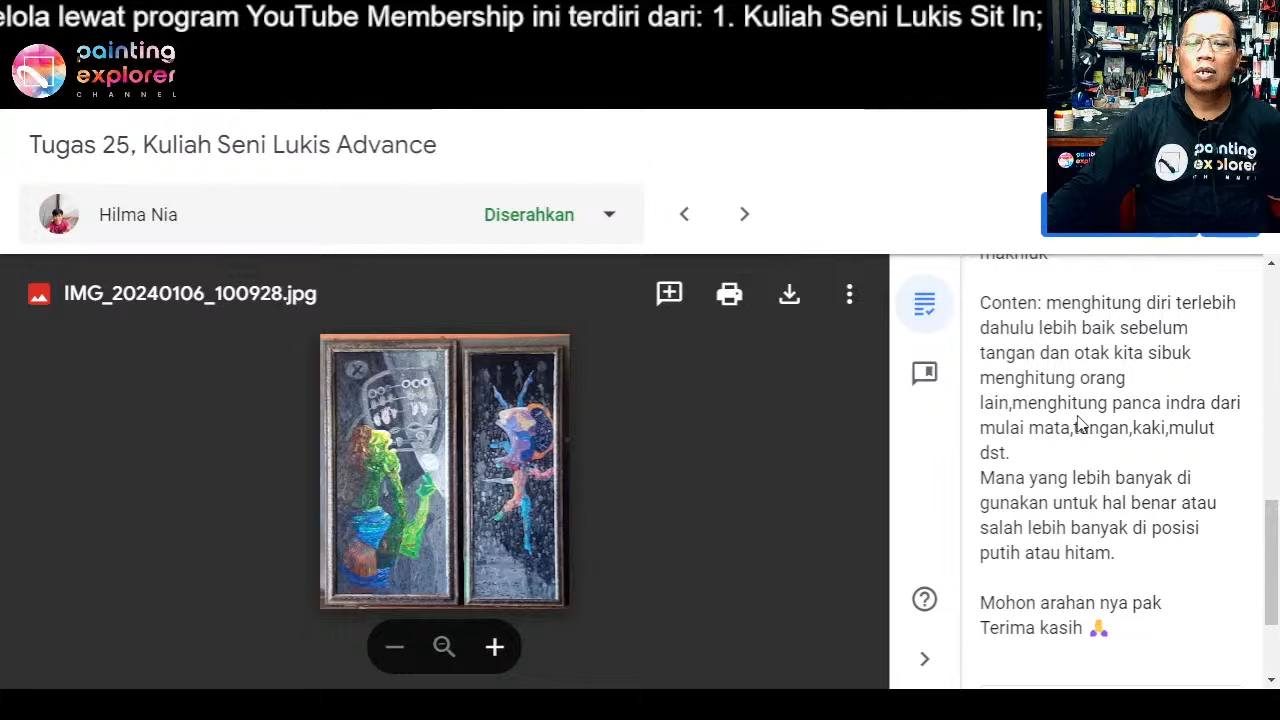 elola lewat program YouTube Membership ini terdiri dari: 1. Kuliah Seni Lukis Sit In;
painting
explorer
CHANNEL
painting
explorer
CHANNEL
Tugas 25, Kuliah Seni Lukis Advance
Hilma Nia
Diserahkan
IMG_20240106_100928.jpg
makhluk
Conten: menghitung diri terlebih
dahulu lebih baik sebelum
tangan dan otak kita sibuk
menghitung orang
lain,menghitung panca indra dari
mulai mata,tangan,kaki,mulut
dst.
Mana yang lebih banyak di
gunakan untuk hal benar atau
salah lebih banyak di posisi
putih atau hitam.
Mohon arahan nya pak
Terima kasih 🙏